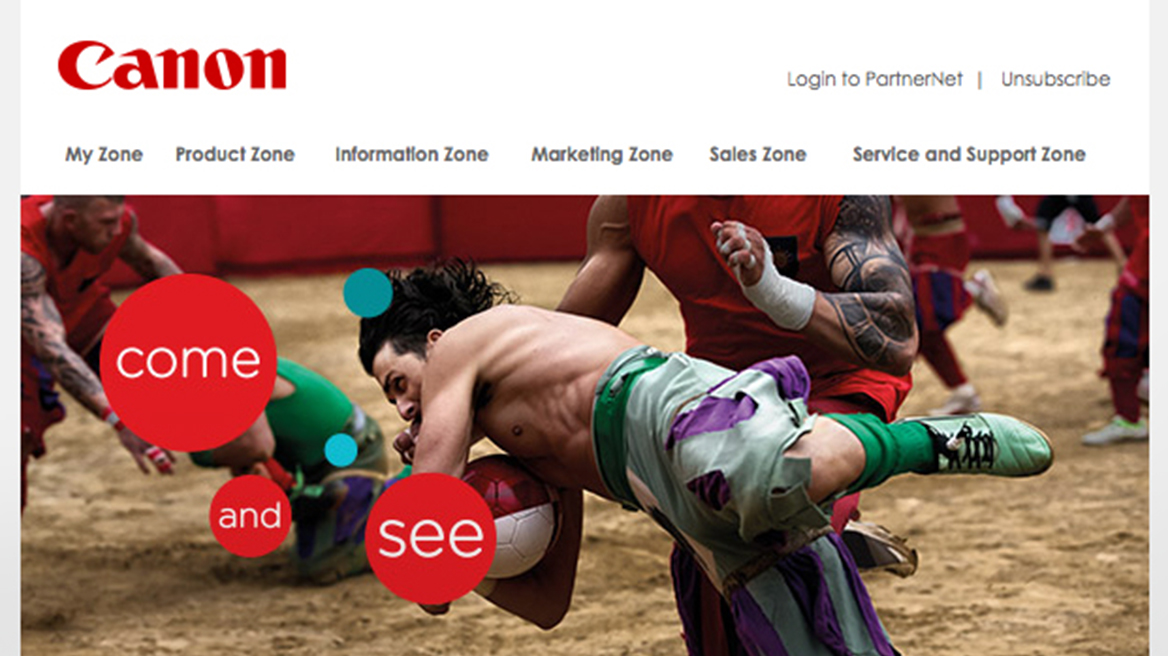 Canon
Login to PartnerNet | Unsubscribe
My Zone Product Zone Information Zone Marketing Zone Sales Zone Service and Support Zone
come
and
see